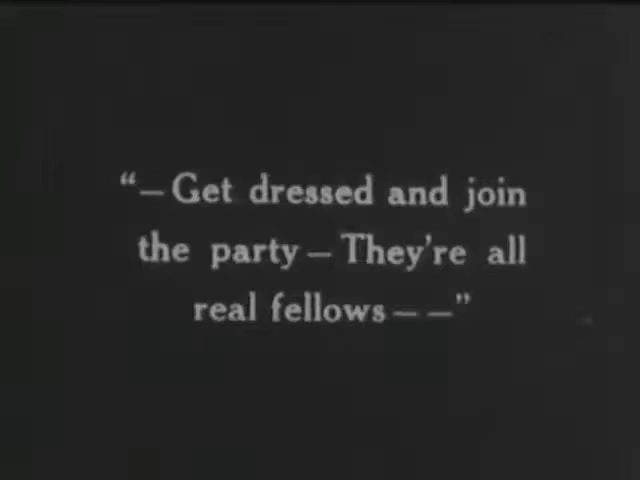 “—Get dressed and join
the party—They’re all
real fellows——”